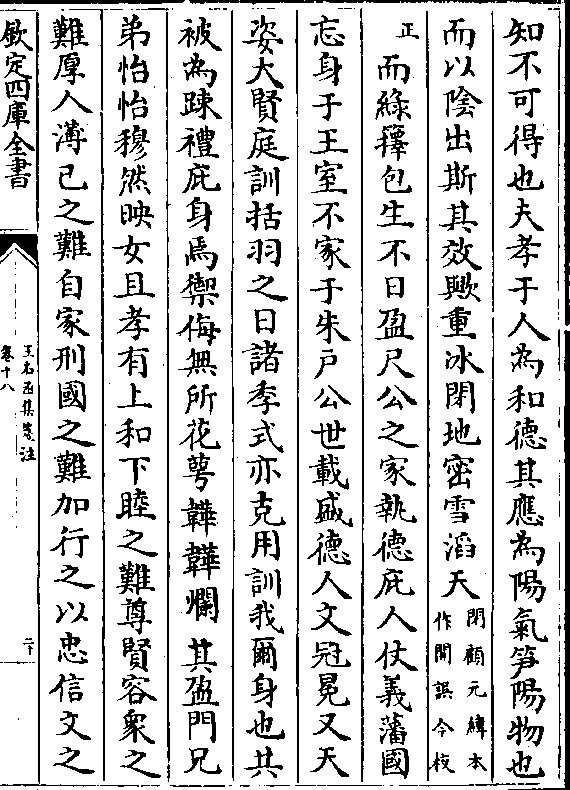 知不可得也夫孝于人為和德其應為陽氣笋陽物也
而以陰出斯其效歟重冰閉地密雪滔天閉顧元緯本作開誤今校
正而綠籜包生不日盈尺公之家執德庇人仗義藩國
忘身于王室不家于朱戶公世載盛德人文冠冕又天
姿大賢庭訓括羽之曰諸季式亦克用訓我爾身也共
被為疎禮庇身焉禦侮無所花萼韡韡爛其盈門兄
弟怡怡穆然映女且孝有上和下睦之難尊賢容衆之
難厚人薄己之難自家刑國之難加行之以忠信文之
欽定四庫全書
王右丞集箋注
卷十八